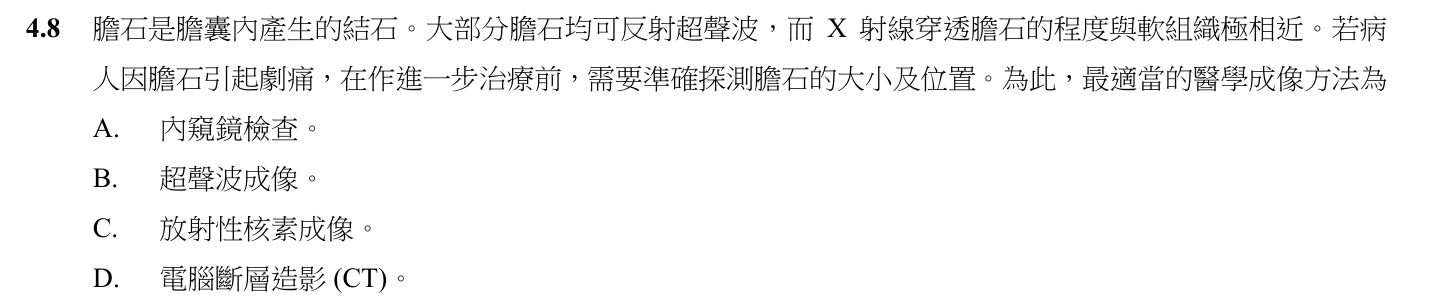 4.8 膽石是膽囊內產生的結石。大部分膽石均可反射超聲波，而 X 射線穿透膽石的程度與軟組織極相近。若病
人因膽石引起劇痛，在作進一步治療前，需要準確探測膽石的大小及位置。為此，最適當的醫學成像方法為
A. 內窺鏡檢查。
B. 超聲波成像。
C. 放射性核素成像。
D. 電腦斷層造影 (CT)。